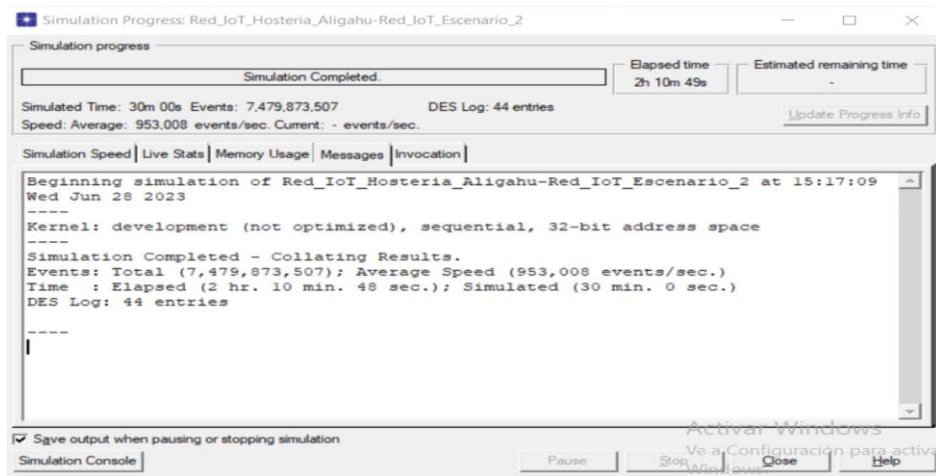 Simulation Progress: Red_IoT_Hosteria_Aligahu-Red_IoT_Escenario_2
Simulation progress
Simulation Completed.
Elapsed time
2h 10m 49s
Estimated remaining time
-
Simulated Time: 30m 00s Events: 7,479,873,507 DES Log: 44 entries
Speed: Average: 953,008 events/sec. Current: - events/sec.
Update Progress Info
Simulation Speed Live Stats Memory Usage Messages Invocation
Beginning simulation of Red_IoT_Hosteria_Aligahu-Red_IoT_Escenario_2 at 15:17:09
Wed Jun 28 2023
----
Kernel: development (not optimized), sequential, 32-bit address space
----
Simulation Completed - Collating Results.
Events: Total (7,479,873,507); Average Speed (953,008 events/sec.)
Time : Elapsed (2 hr. 10 min. 48 sec.); Simulated (30 min. 0 sec.)
DES Log: 44 entries
----
Activar Windows
Ve a Configuración para activa
Windows.
Save output when pausing or stopping simulation
Simulation Console Pause Stop Close Help